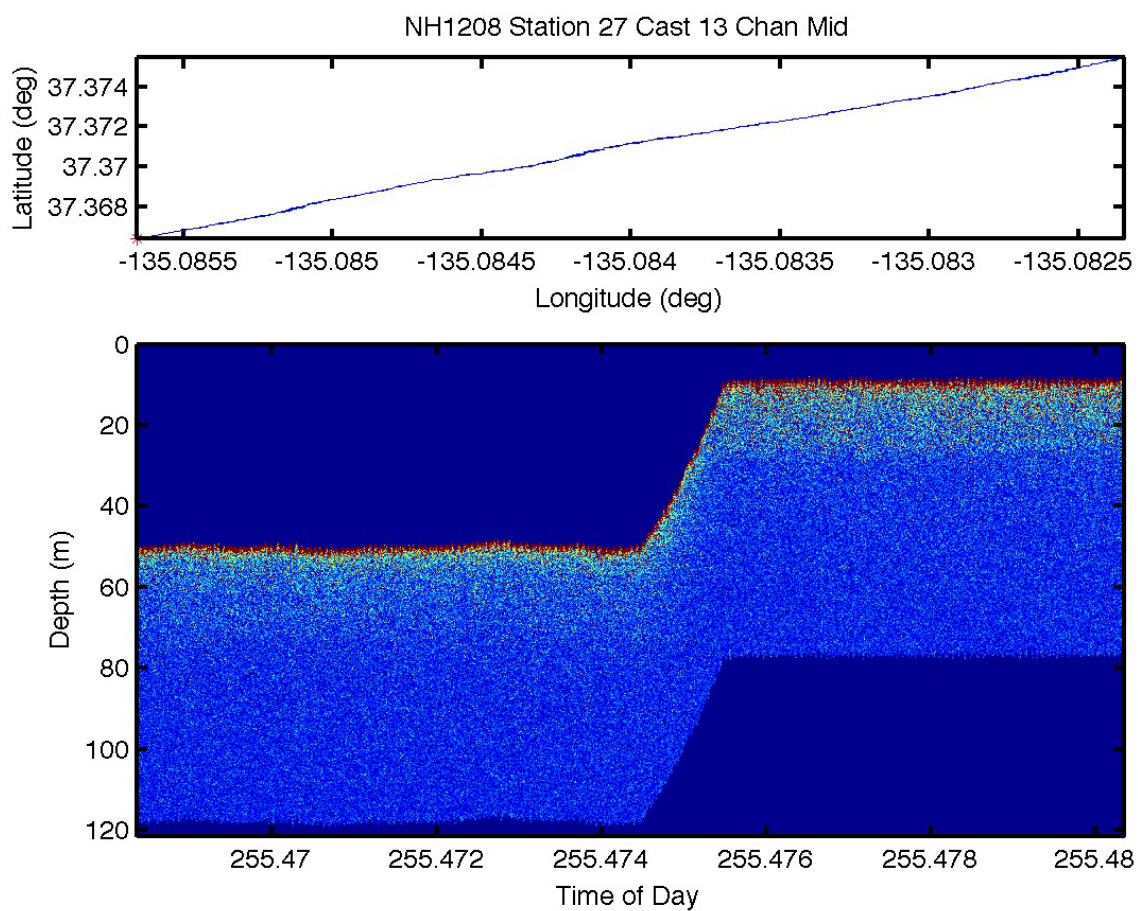 NH1208 Station 27 Cast 13 Chan Mid
Latitude (deg)
37.374
37.372
37.37
37.368
-135.0855 -135.085 -135.0845 -135.084 -135.0835 -135.083 -135.0825
Longitude (deg)
Depth (m)
0
20
40
60
80
100
120
255.47 255.472 255.474 255.476 255.478 255.48
Time of Day